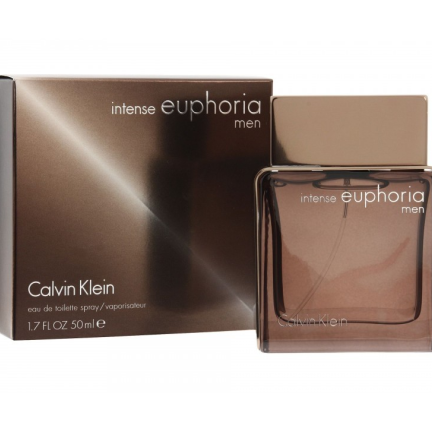 intense euphoria
men
Calvin Klein
eau de toilette spray/vaporisateur
1.7 FL OZ 50ml e
intense euphoria
men
Calvin Klein